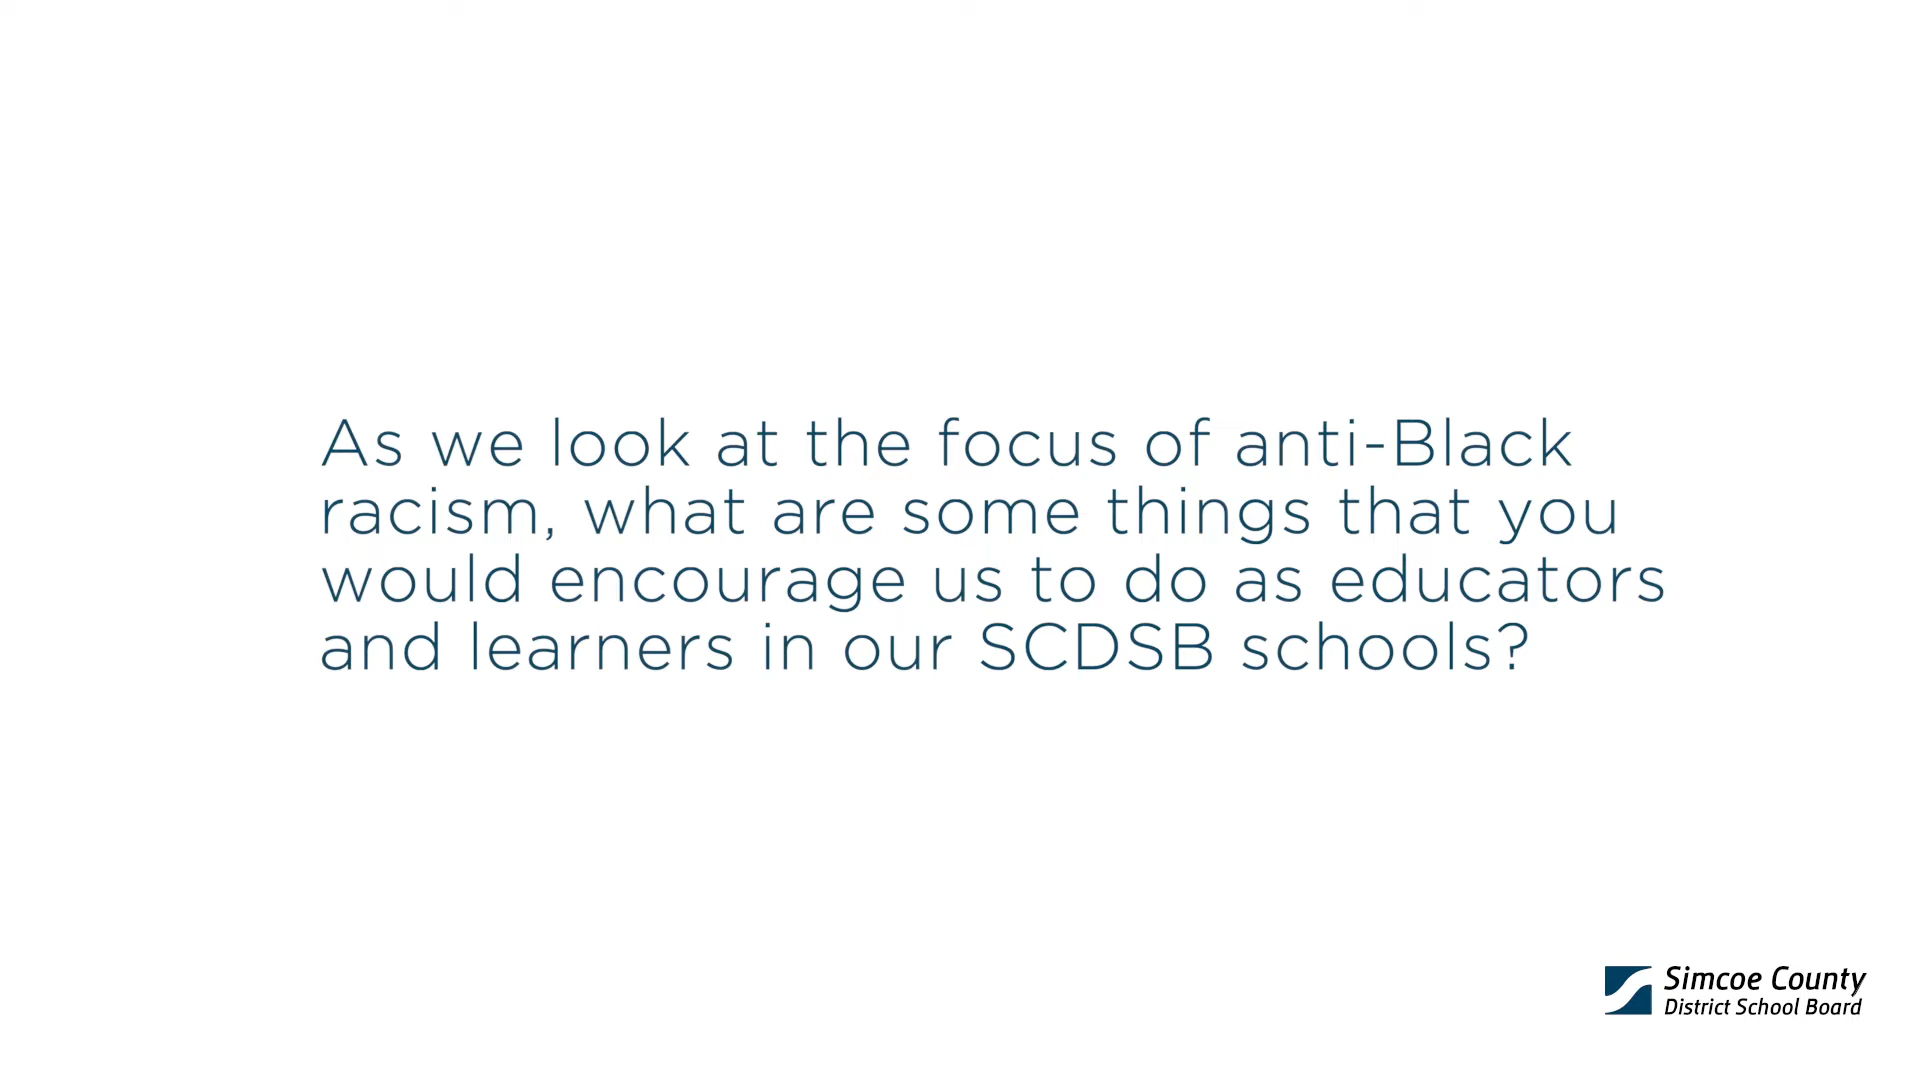 As we look at the focus of anti-Black
racism, what are some things that you
would encourage us to do as educators
and learners in our SCDSB schools?
Simcoe County
District School Board